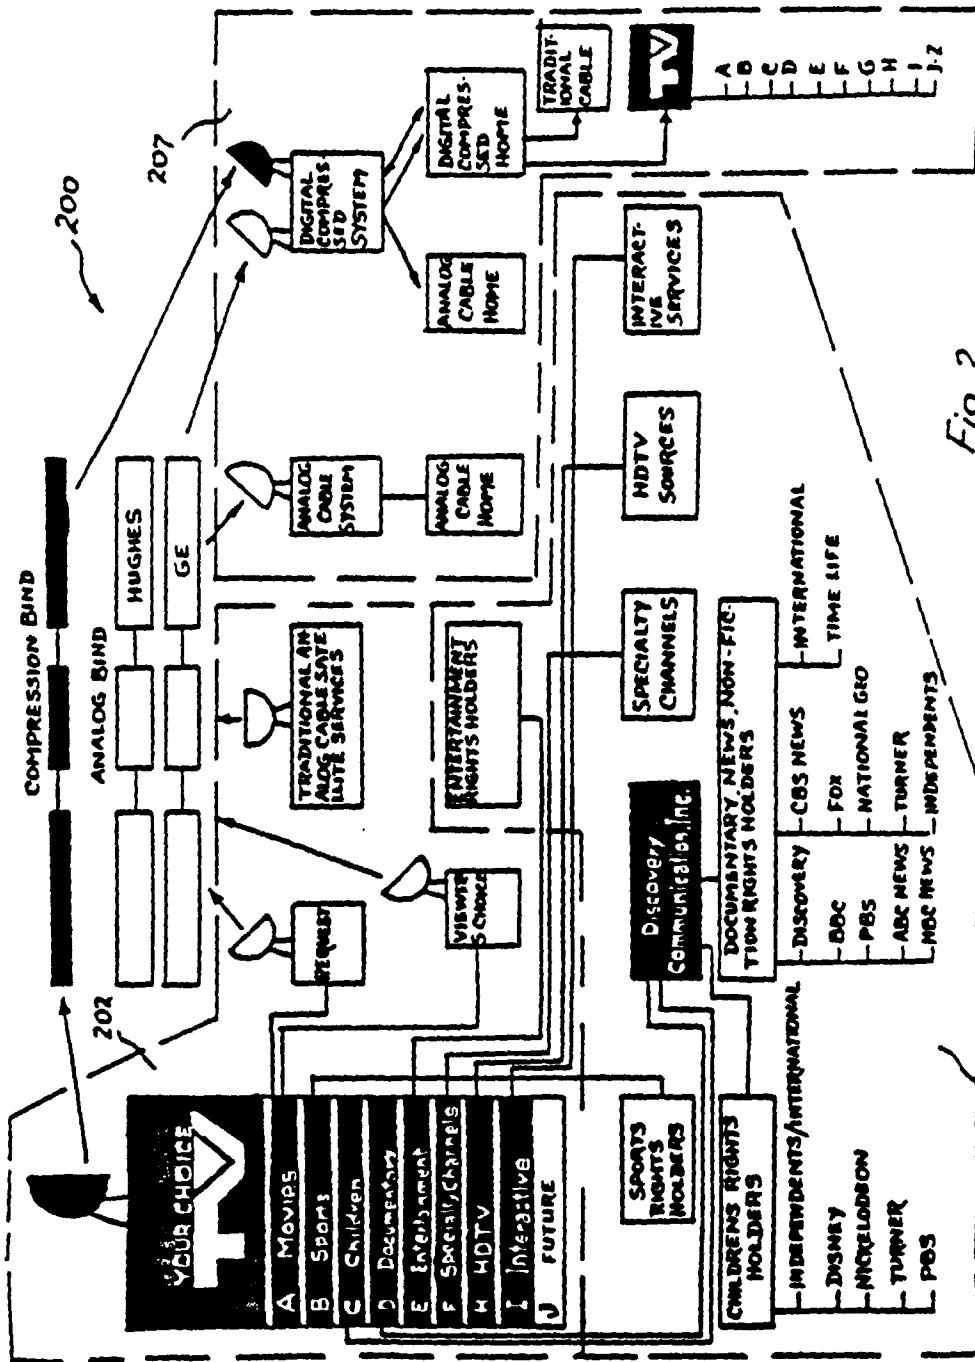 200
207
202
COMPRESSION BIND
HUGHES
GE
ANALOG BIND
YOUR CHOICE
TV
A Movies
B Sports
C Children
D Documentary
E Entertainment
F Specialty Channels
H HDTV
I Interactive
J FUTURE
REQUEST
VIEWER
S CHOICE
TRADITIONAL AN-
ALOG CABLE SATE
LLITE SERVICES
ENTERTAINMENT
RIGHTS HOLDERS
ANALOG
CABLE
SYSTEM
ANALOG
CABLE
HOME
DIGITAL
COMPRES-
SED
SYSTEM
ANALOG
CABLE
HOME
DIGITAL
COMPRES-
SED
HOME
TRADIT-
IONAL
CABLE
TV
A
B
C
D
E
F
G
H
I
J-Z
SPORTS
RIGHTS
HOLDERS
Discovery
Communication, Inc.
SPECIALTY
CHANNELS
HDTV
SOURCES
INTERACT-
IVE
SERVICES
CHILDRENS RIGHTS
HOLDERS
INDEPENDENTS/INTERNATIONAL
DISNEY
NICKELODEON
TURNER
PBS
DOCUMENTARY, NEWS, NON-FIC-
TION RIGHTS HOLDERS
DISCOVERY
BBC
PBS
ABC NEWS
NBC NEWS
CBS NEWS
FOX
NATIONAL GEO
TURNER
INDEPENDENTS
INTERNATIONAL
TIME LIFE
Fig. 2